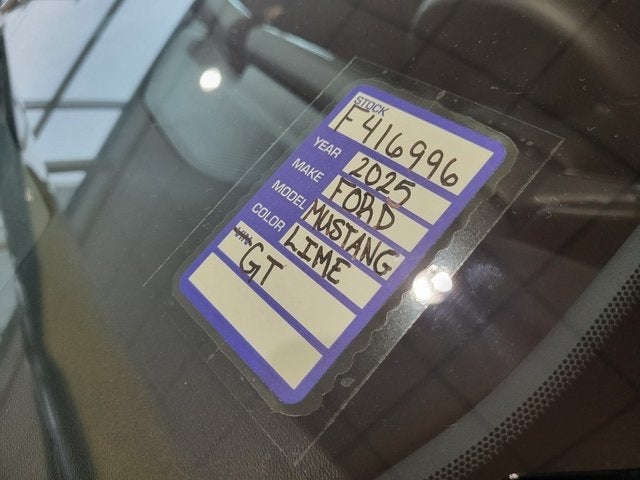 STOCK
F416996
YEAR 2025
MAKE FORD
MODEL MUSTANG
COLOR LIME
GT